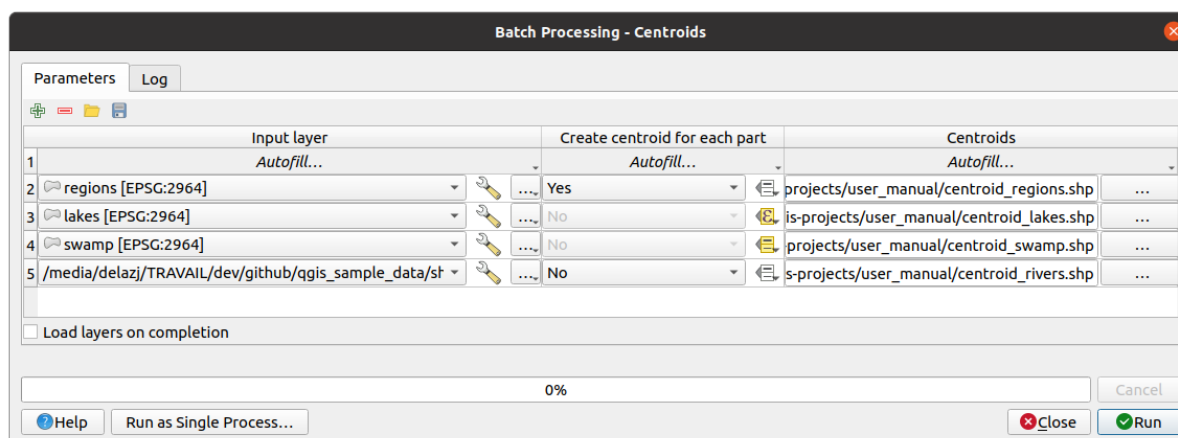 Batch Processing - Centroids
Parameters Log
Input layer Create centroid for each part Centroids
1 Autofill... Autofill... Autofill...
2 regions [EPSG:2964] ... Yes projects/user_manual/centroid_regions.shp ...
3 lakes [EPSG:2964] ... No ε is-projects/user_manual/centroid_lakes.shp ...
4 swamp [EPSG:2964] ... No -projects/user_manual/centroid_swamp.shp ...
5 /media/delazj/TRAVAIL/dev/github/qgis_sample_data/sh ... No s-projects/user_manual/centroid_rivers.shp ...
Load layers on completion
0% Cancel
Help Run as Single Process... Close Run